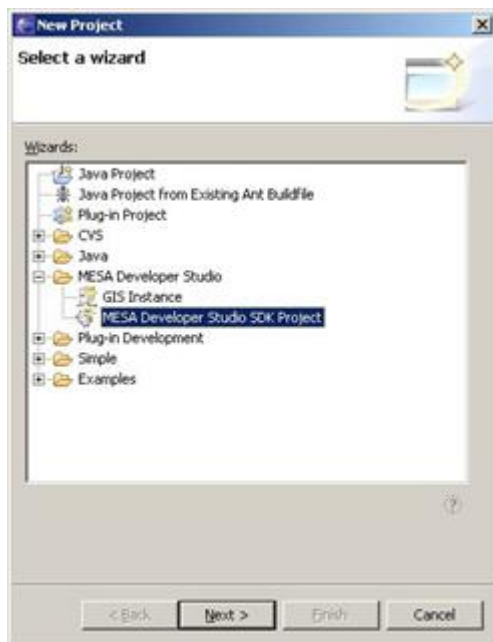 New Project
Select a wizard
Wizards:
Java Project
Java Project from Existing Ant Buildfile
Plug-in Project
CVS
Java
MESA Developer Studio
GIS Instance
MESA Developer Studio SDK Project
Plug-in Development
Simple
Examples
?
< Back
Next >
Finish
Cancel